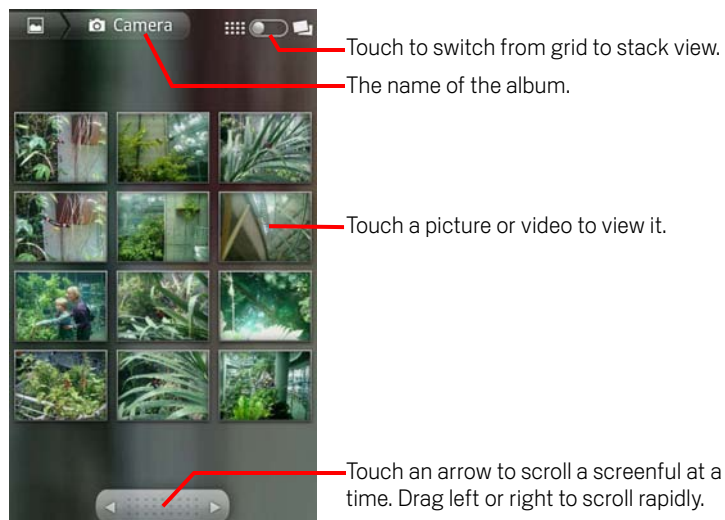 Camera
Touch to switch from grid to stack view.
The name of the album.
Touch a picture or video to view it.
Touch an arrow to scroll a screenful at a
time. Drag left or right to scroll rapidly.